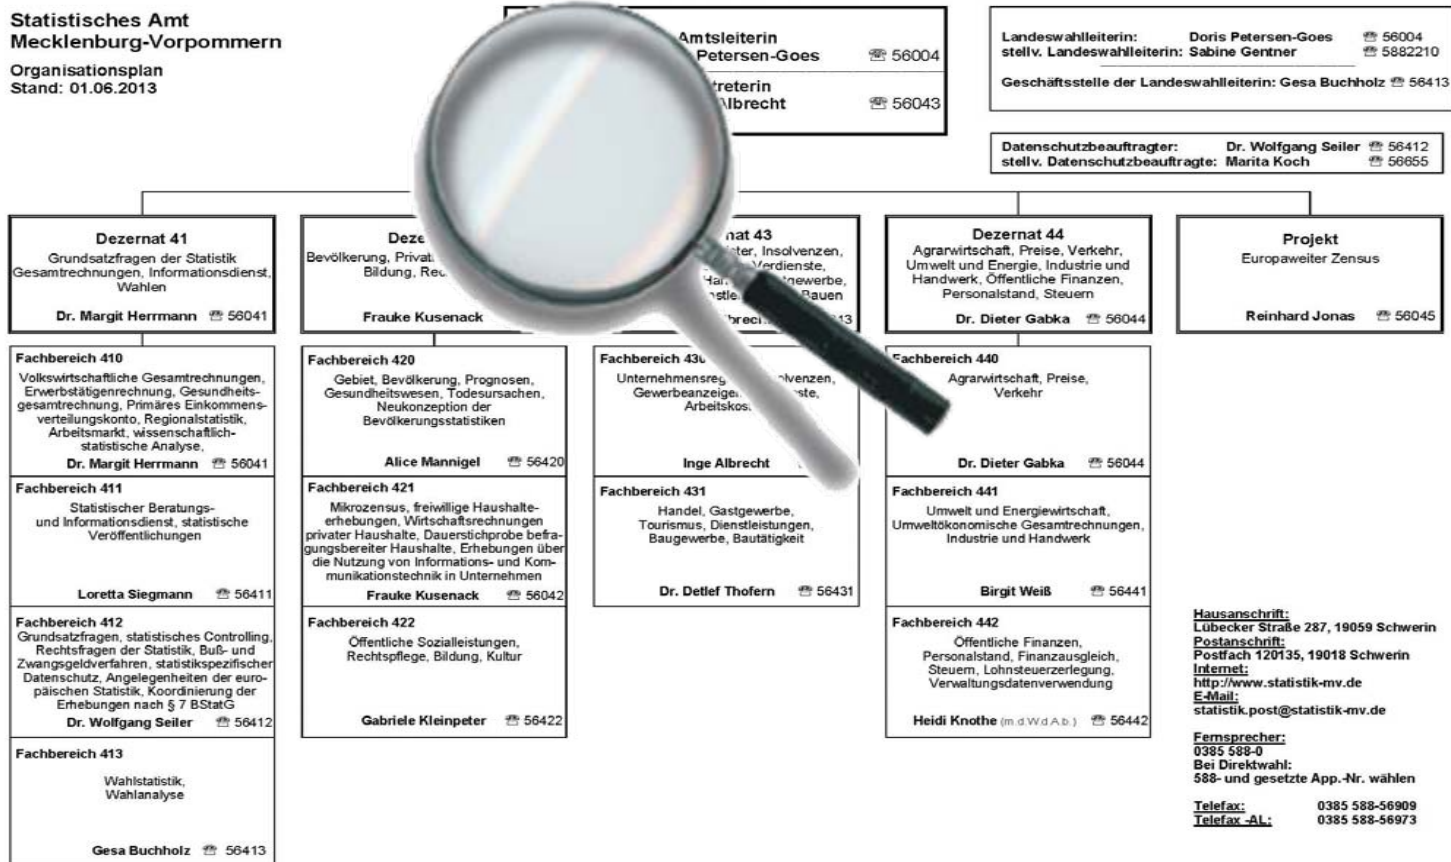 Statistisches Amt
Mecklenburg-Vorpommern
Organisationsplan
Stand: 01.06.2013
Amtsleiterin
Petersen-Goes ☎ 56004
☎ 56043
Landeswahlleiterin: Doris Petersen-Goes ☎ 56004
stellv. Landeswahlleiterin: Sabine Gentner ☎ 5882210
Geschäftsstelle der Landeswahlleiterin: Gesa Buchholz ☎ 56413
Datenschutzbeauftragter: Dr. Wolfgang Seiler ☎ 56412
stellv. Datenschutzbeauftragte: Marita Koch ☎ 56655
Dezernat 41
Grundsatzfragen der Statistik
Gesamtrechnungen, Informationsdienst,
Wahlen
Dr. Margit Herrmann ☎ 56041
Fachbereich 410
Volkswirtschaftliche Gesamtrechnungen,
Erwerbstätigenrechnung, Gesundheits-
gesamtrechnung, Primäres Einkommens-
verteilungskonto, Regionalstatistik,
Arbeitsmarkt, wissenschaftlich-
statistische Analyse,
Dr. Margit Herrmann ☎ 56041
Fachbereich 411
Statistischer Beratungs-
und Informationsdienst, statistische
Veröffentlichungen
Loretta Siegmann ☎ 56411
Fachbereich 412
Grundsatzfragen, statistisches Controlling,
Rechtsfragen der Statistik, Buß- und
Zwangsgeldverfahren, statistikspezifischer
Datenschutz, Angelegenheiten der euro-
päischen Statistik, Koordinierung der
Erhebungen nach § 7 BStatG
Dr. Wolfgang Seiler ☎ 56412
Fachbereich 413
Wahlstatistik,
Wahlanalyse
Gesa Buchholz ☎ 56413
Bevölkerung,
Bildung,
Frauke Kusenack
Fachbereich 420
Gebiet, Bevölkerung, Prognosen,
Gesundheitswesen, Todesursachen,
Neukonzeption der
Bevölkerungsstatistiken
Alice Mannigel ☎ 56420
Fachbereich 421
Mikrozensus, freiwillige Haushalte-
erhebungen, Wirtschaftsrechnungen
privater Haushalte, Dauerstichprobe befra-
gungsbereiter Haushalte, Erhebungen über
die Nutzung von Informations- und Kom-
munikationstechnik in Unternehmen
Frauke Kusenack ☎ 56042
Fachbereich 422
Öffentliche Sozialleistungen,
Rechtspflege, Bildung, Kultur
Gabriele Kleinpeter ☎ 56422
43
Insolvenzen,
Verdienste,
Bauen
Fachbereich 430
Gewerbeanzeigen
Inge Albrecht
Fachbereich 431
Handel, Gastgewerbe,
Tourismus, Dienstleistungen,
Baugewerbe, Bautätigkeit
Dr. Detlef Thofern ☎ 56431
Dezernat 44
Agrarwirtschaft, Preise, Verkehr,
Umwelt und Energie, Industrie und
Handwerk, Öffentliche Finanzen,
Personalstand, Steuern
Dr. Dieter Gabka ☎ 56044
Fachbereich 440
Agrarwirtschaft, Preise,
Verkehr
Dr. Dieter Gabka ☎ 56044
Fachbereich 441
Umwelt und Energiewirtschaft,
Umweltökonomische Gesamtrechnungen,
Industrie und Handwerk
Birgit Weiß ☎ 56441
Fachbereich 442
Öffentliche Finanzen,
Personalstand, Finanzausgleich,
Steuern, Lohnsteuerzerlegung,
Verwaltungsdatenverwendung
Heidi Knothe (m.d.W.d.A.b.) ☎ 56442
Projekt
Europaweiter Zensus
Reinhard Jonas ☎ 56045
Hausanschrift:
Lübecker Straße 287, 19059 Schwerin
Postanschrift:
Postfach 120135, 19018 Schwerin
Internet:
http://www.statistik-mv.de
E-Mail:
statistik.post@statistik-mv.de
Fernsprecher:
0385 588-0
Bei Direktwahl:
588- und gesetzte App.-Nr. wählen
Telefax: 0385 588-56909
Telefax -AL: 0385 588-56973